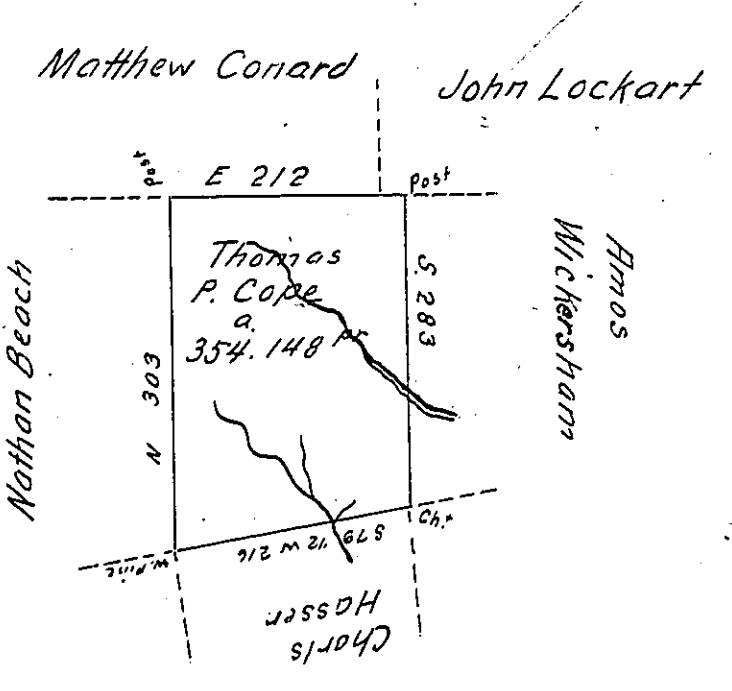 Matthew Conard
John Lockart
Post
E 212
Post
Thomas
P. Cope
a.
354.148 pr
S. 283
Amos
Wickersham
Nathan Beach
N 303
S 79 1/2 W 216
W. Pine
Chr
Charls
Hasser